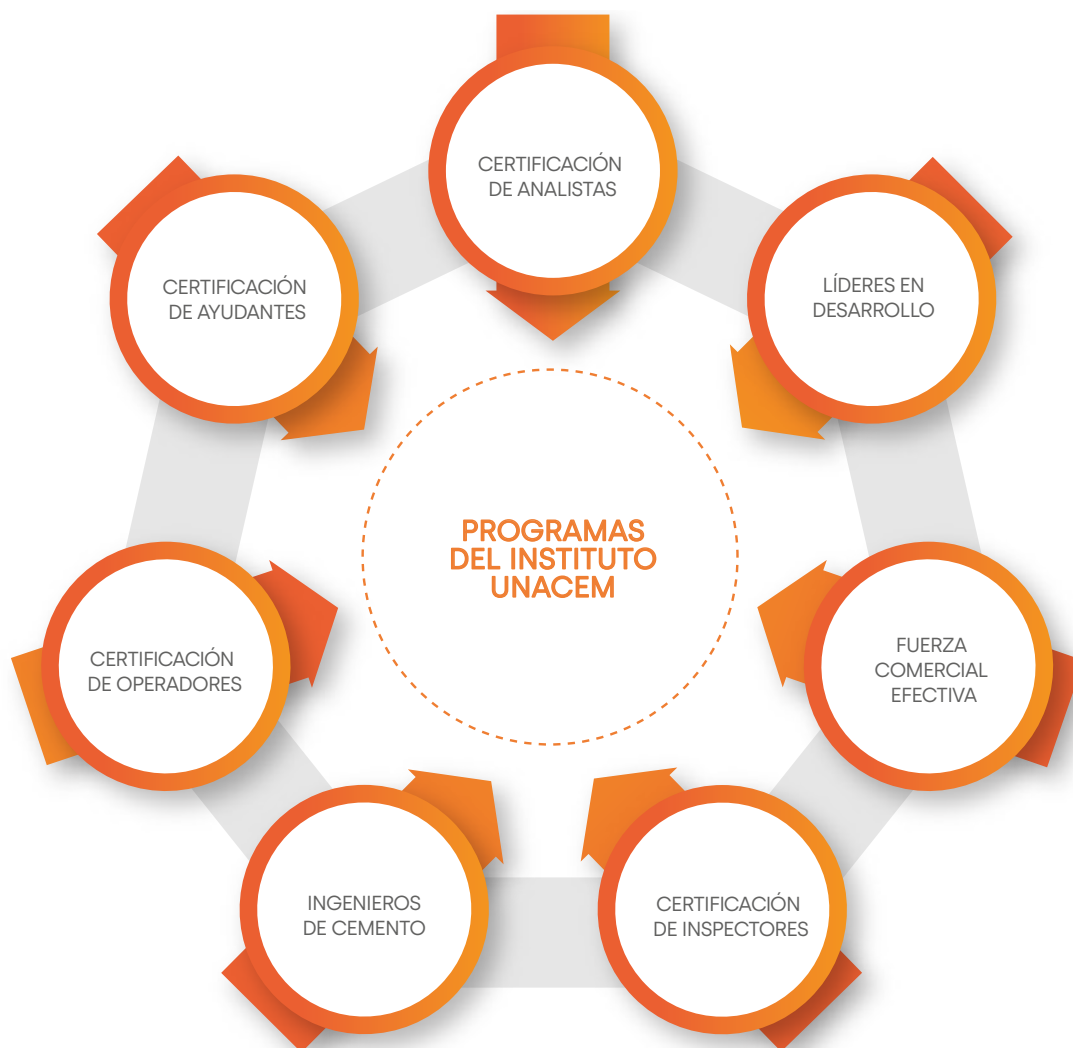 CERTIFICACIÓN
DE ANALISTAS
LÍDERES EN
DESARROLLO
FUERZA
COMERCIAL
EFECTIVA
CERTIFICACIÓN
DE INSPECTORES
INGENIEROS
DE CEMENTO
CERTIFICACIÓN
DE OPERADORES
CERTIFICACIÓN
DE AYUDANTES
PROGRAMAS
DEL INSTITUTO
UNACEM